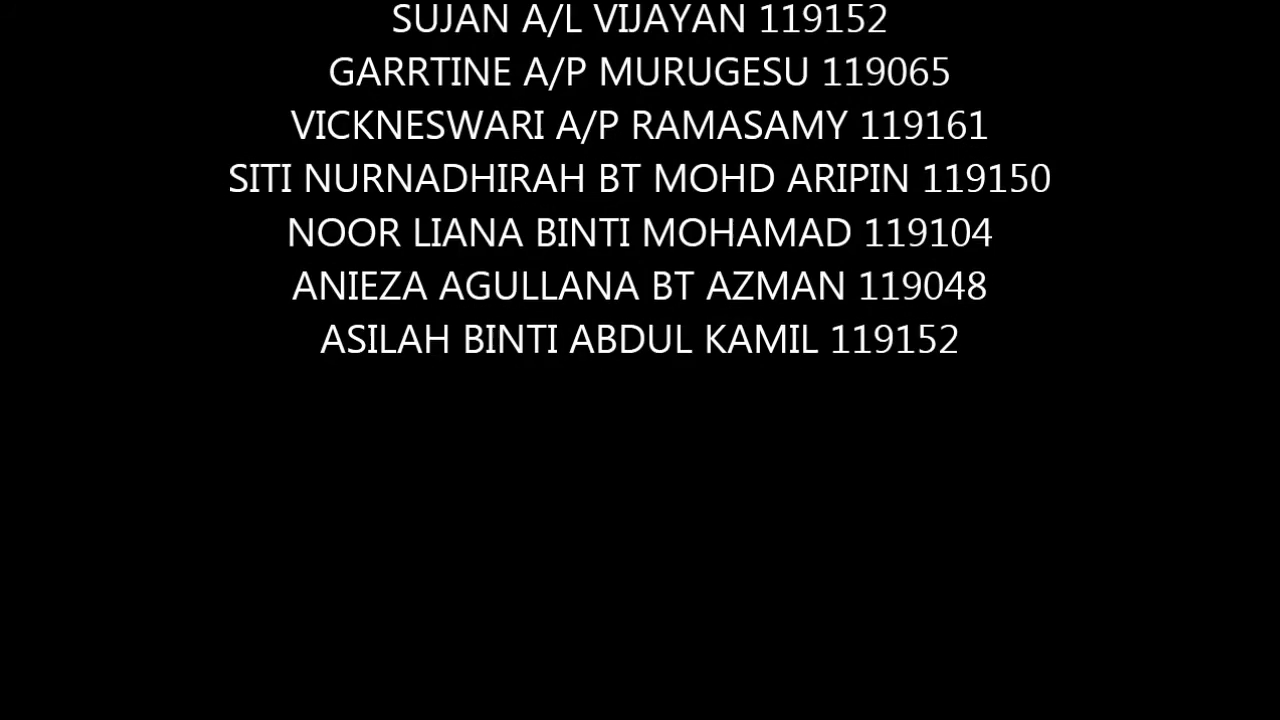 SUJAN A/L VIJAYAN 119152
GARRTINE A/P MURUGESU 119065
VICKNESWARI A/P RAMASAMY 119161
SITI NURNADHIRAH BT MOHD ARIPIN 119150
NOOR LIANA BINTI MOHAMAD 119104
ANIEZA AGULLANA BT AZMAN 119048
ASILAH BINTI ABDUL KAMIL 119152